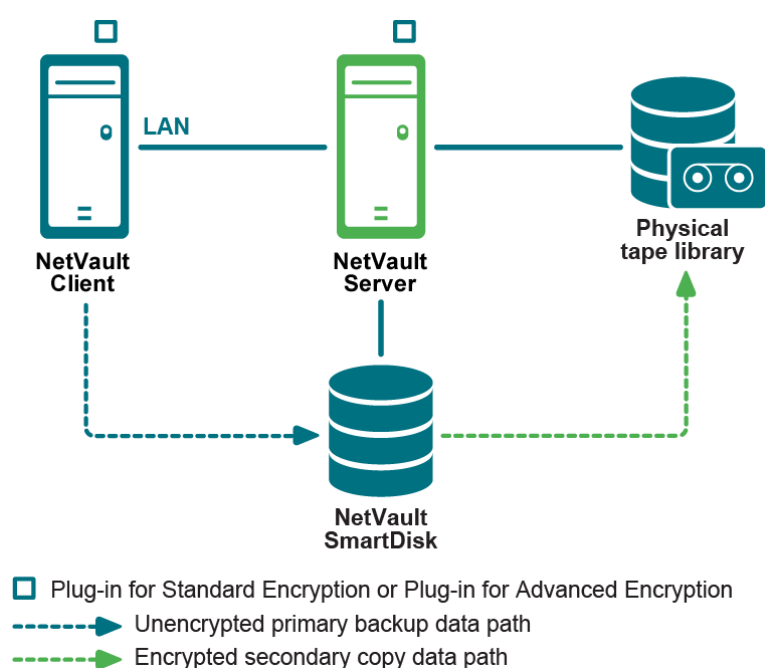 LAN
NetVault
Client
NetVault
Server
Physical
tape library
NetVault
SmartDisk
Plug-in for Standard Encryption or Plug-in for Advanced Encryption
Unencrypted primary backup data path
Encrypted secondary copy data path